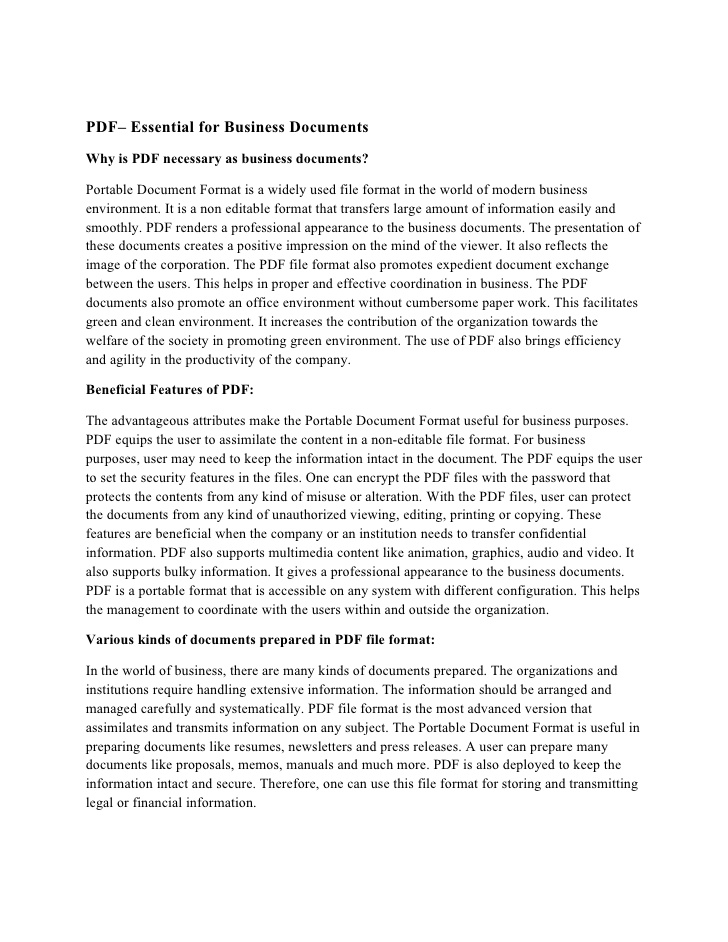 PDF– Essential for Business Documents
Why is PDF necessary as business documents?
Portable Document Format is a widely used file format in the world of modern business
environment. It is a non editable format that transfers large amount of information easily and
smoothly. PDF renders a professional appearance to the business documents. The presentation of
these documents creates a positive impression on the mind of the viewer. It also reflects the
image of the corporation. The PDF file format also promotes expedient document exchange
between the users. This helps in proper and effective coordination in business. The PDF
documents also promote an office environment without cumbersome paper work. This facilitates
green and clean environment. It increases the contribution of the organization towards the
welfare of the society in promoting green environment. The use of PDF also brings efficiency
and agility in the productivity of the company.
Beneficial Features of PDF:
The advantageous attributes make the Portable Document Format useful for business purposes.
PDF equips the user to assimilate the content in a non-editable file format. For business
purposes, user may need to keep the information intact in the document. The PDF equips the user
to set the security features in the files. One can encrypt the PDF files with the password that
protects the contents from any kind of misuse or alteration. With the PDF files, user can protect
the documents from any kind of unauthorized viewing, editing, printing or copying. These
features are beneficial when the company or an institution needs to transfer confidential
information. PDF also supports multimedia content like animation, graphics, audio and video. It
also supports bulky information. It gives a professional appearance to the business documents.
PDF is a portable format that is accessible on any system with different configuration. This helps
the management to coordinate with the users within and outside the organization.
Various kinds of documents prepared in PDF file format:
In the world of business, there are many kinds of documents prepared. The organizations and
institutions require handling extensive information. The information should be arranged and
managed carefully and systematically. PDF file format is the most advanced version that
assimilates and transmits information on any subject. The Portable Document Format is useful in
preparing documents like resumes, newsletters and press releases. A user can prepare many
documents like proposals, memos, manuals and much more. PDF is also deployed to keep the
information intact and secure. Therefore, one can use this file format for storing and transmitting
legal or financial information.